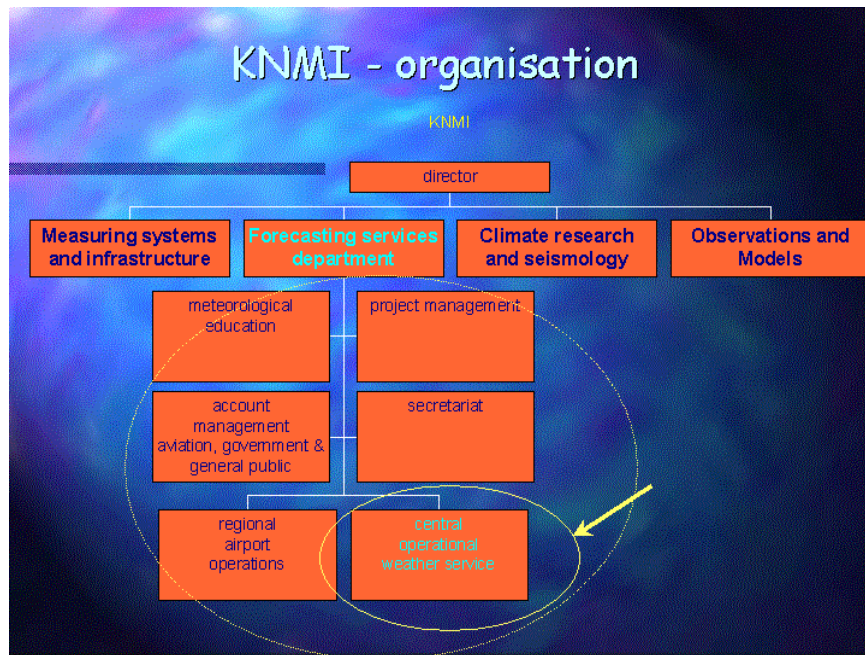 KNMI - organisation
KNMI
director
Measuring systems
and infrastructure
Forecasting services
department
Climate research
and seismology
Observations and
Models
meteorological
education
project management
account
management
aviation, government &
general public
secretariat
regional
airport
operations
central
operational
weather service